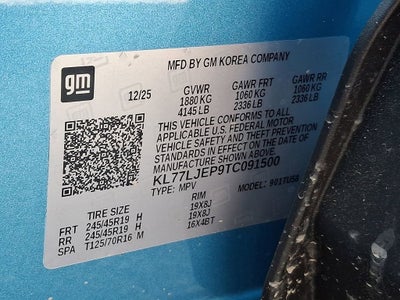 gm
MFD BY GM KOREA COMPANY
12/25 GVWR GAWR FRT GAWR RR
1880 KG 1060 KG 1060 KG
4145 LB 2336 LB 2336 LB
THIS VEHICLE CONFORMS TO ALL
APPLICABLE U.S. FEDERAL MOTOR
VEHICLE SAFETY AND THEFT PREVENTION
STANDARDS IN EFFECT ON THE DATE OF
MANUFACTURE SHOWN ABOVE.
KL77LJEP9TC091500
TYPE: MPV MODEL: 901TU58
TIRE SIZE RIM
FRT 245/45R19 H 19X8J
RR 245/45R19 H 19X8J
SPA T125/70R16 M 16X4BT